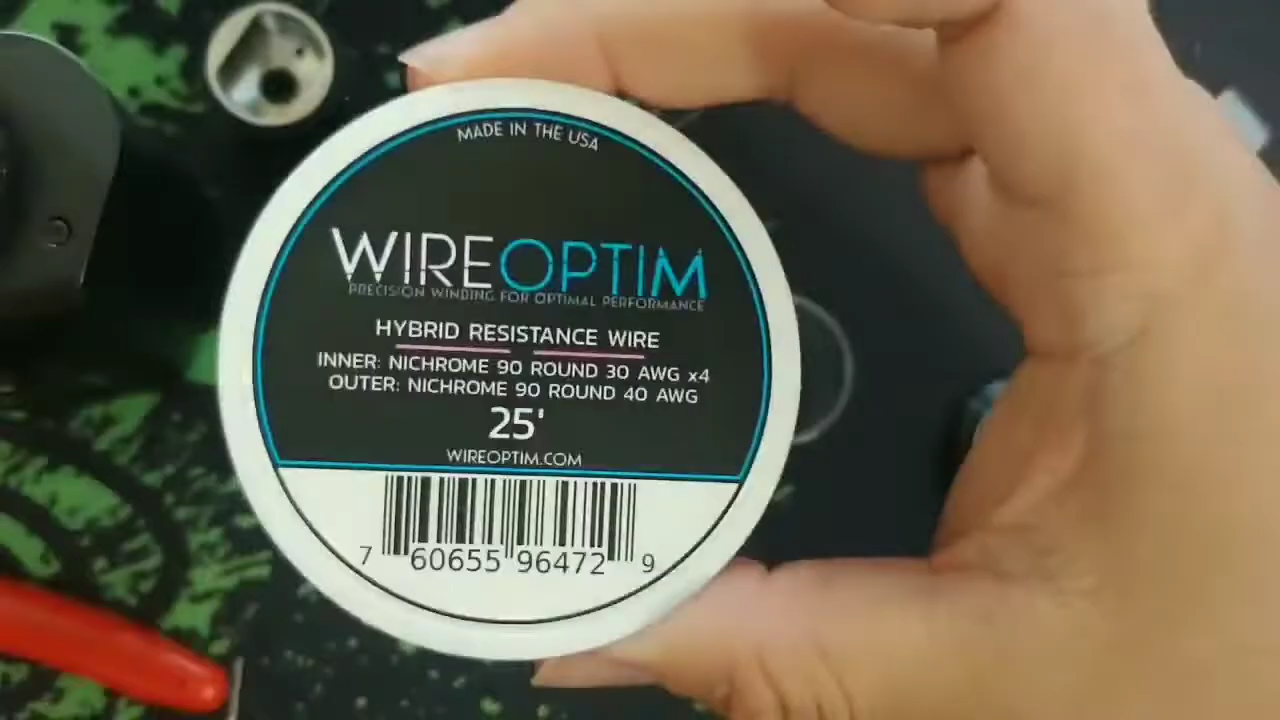 MADE IN THE USA
WIREOPTIM
PRECISION WINDING FOR OPTIMAL PERFORMANCE
HYBRID RESISTANCE WIRE
INNER: NICHROME 90 ROUND 30 AWG x4
OUTER: NICHROME 90 ROUND 40 AWG
25'
WIREOPTIM.COM
7 60655 96472 9